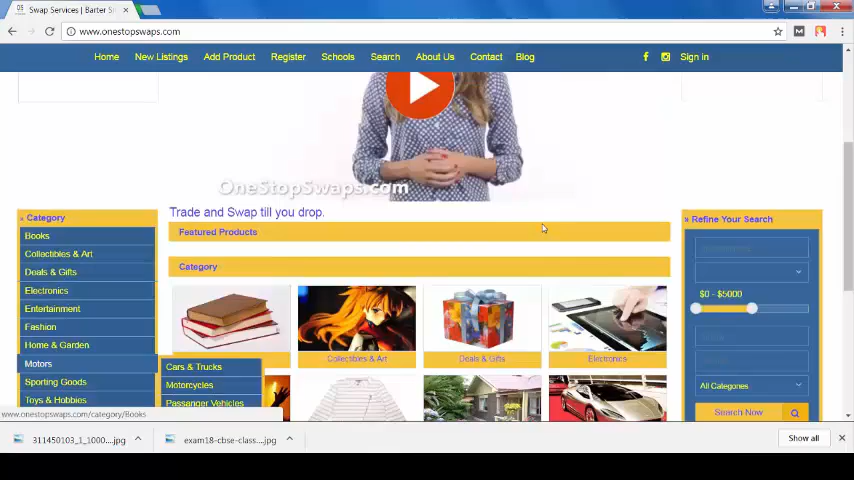 Swap Services | Barter S
www.onestopswaps.com
Home New Listings Add Product Register Schools Search About Us Contact Blog Sign in
OneStopSwaps.com
Trade and Swap till you drop.
Featured Products
Category
Category
Books
Collectibles & Art
Deals & Gifts
Electronics
Entertainment
Fashion
Home & Garden
Motors
Sporting Goods
Toys & Hobbies
Cars & Trucks
Motorcycles
Passenger Vehicles
Collectibles & Art
Deals & Gifts
Electronics
» Refine Your Search
$0 - $5000
All Categories
Search Now
www.onestopswaps.com/category/Books
311450103_1_1000....jpg
exam18-cbse-class....jpg
Show all